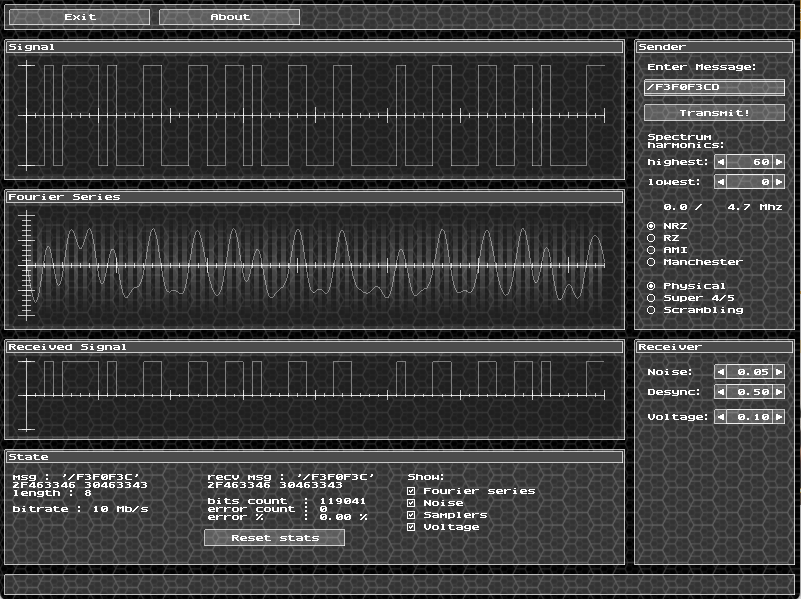 Exit
About
Signal
Sender
Enter Message:
/F3F0F3CD
Transmit!
Spectrum
harmonics:
highest: 60
lowest: 0
0.0 / 4.7 Mhz
NRZ
RZ
AMI
Manchester
Physical
Super 4/5
Scrambling
Fourier Series
Received Signal
Receiver
Noise: 0.05
Desync: 0.50
Voltage: 0.10
State
msg : '/F3F0F3C'
2F463346 30463343
length : 8
bitrate : 10 Mb/s
recv msg : '/F3F0F3C'
2F463346 30463343
bits count : 119041
error count : 0
error % : 0.00 %
Reset stats
Show:
Fourier series
Noise
Samplers
Voltage